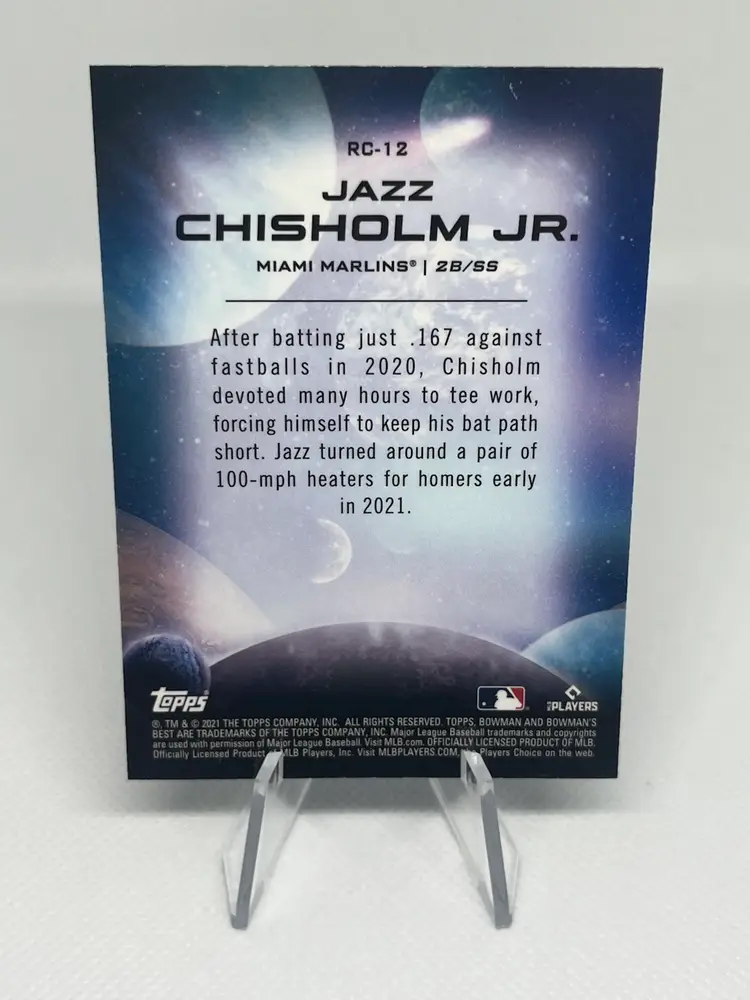 RC-12
JAZZ
CHISHOLM JR.
MIAMI MARLINS® | 2B/SS
After batting just .167 against
fastballs in 2020, Chisholm
devoted many hours to tee work,
forcing himself to keep his bat path
short. Jazz turned around a pair of
100-mph heaters for homers early
in 2021.
topps
PLAYERS
®, TM & © 2021 THE TOPPS COMPANY, INC. ALL RIGHTS RESERVED. TOPPS, BOWMAN AND BOWMAN'S
BEST ARE TRADEMARKS OF THE TOPPS COMPANY, INC. Major League Baseball trademarks and copyrights
are used with permission of Major League Baseball. Visit MLB.com. OFFICIALLY LICENSED PRODUCT OF MLB.
Officially Licensed Product of MLB Players, Inc. Visit MLBPLAYERS.COM, the Players Choice on the web.